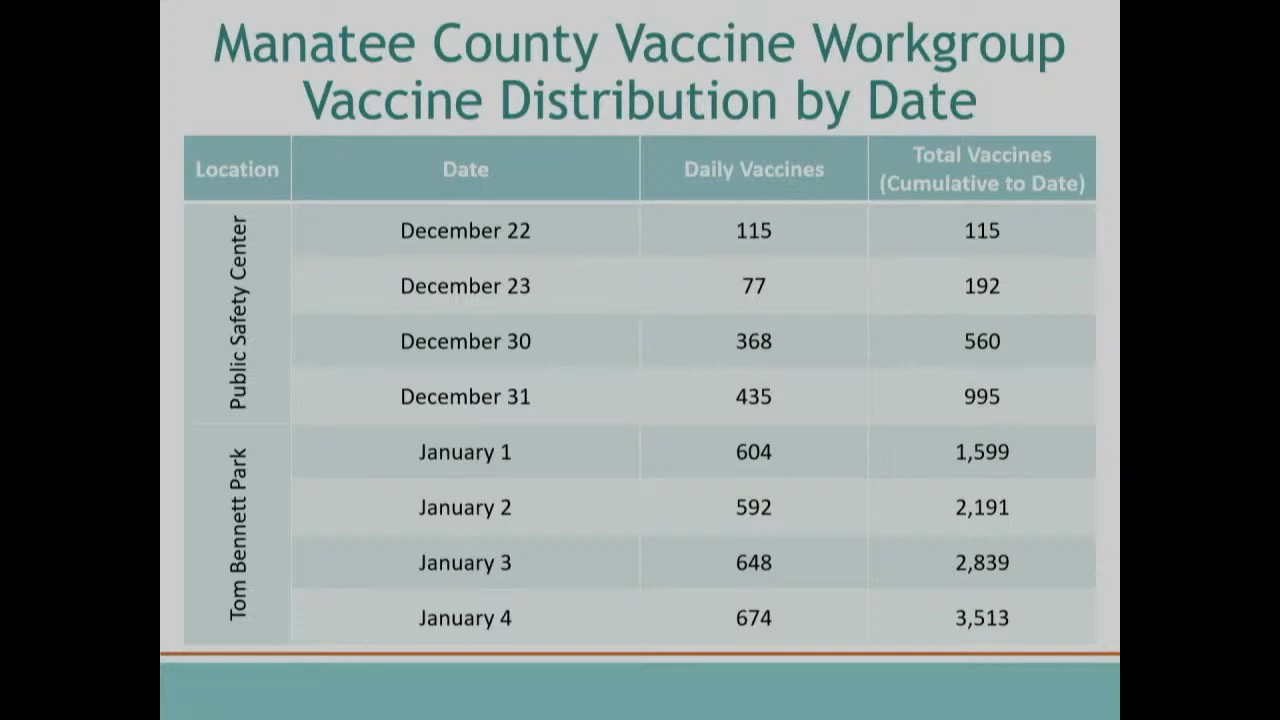 Manatee County Vaccine Workgroup
Vaccine Distribution by Date
Location Date Daily Vaccines Total Vaccines
(Cumulative to Date)
Public Safety Center
December 22 115 115
December 23 77 192
December 30 368 560
December 31 435 995
Tom Bennett Park
January 1 604 1,599
January 2 592 2,191
January 3 648 2,839
January 4 674 3,513